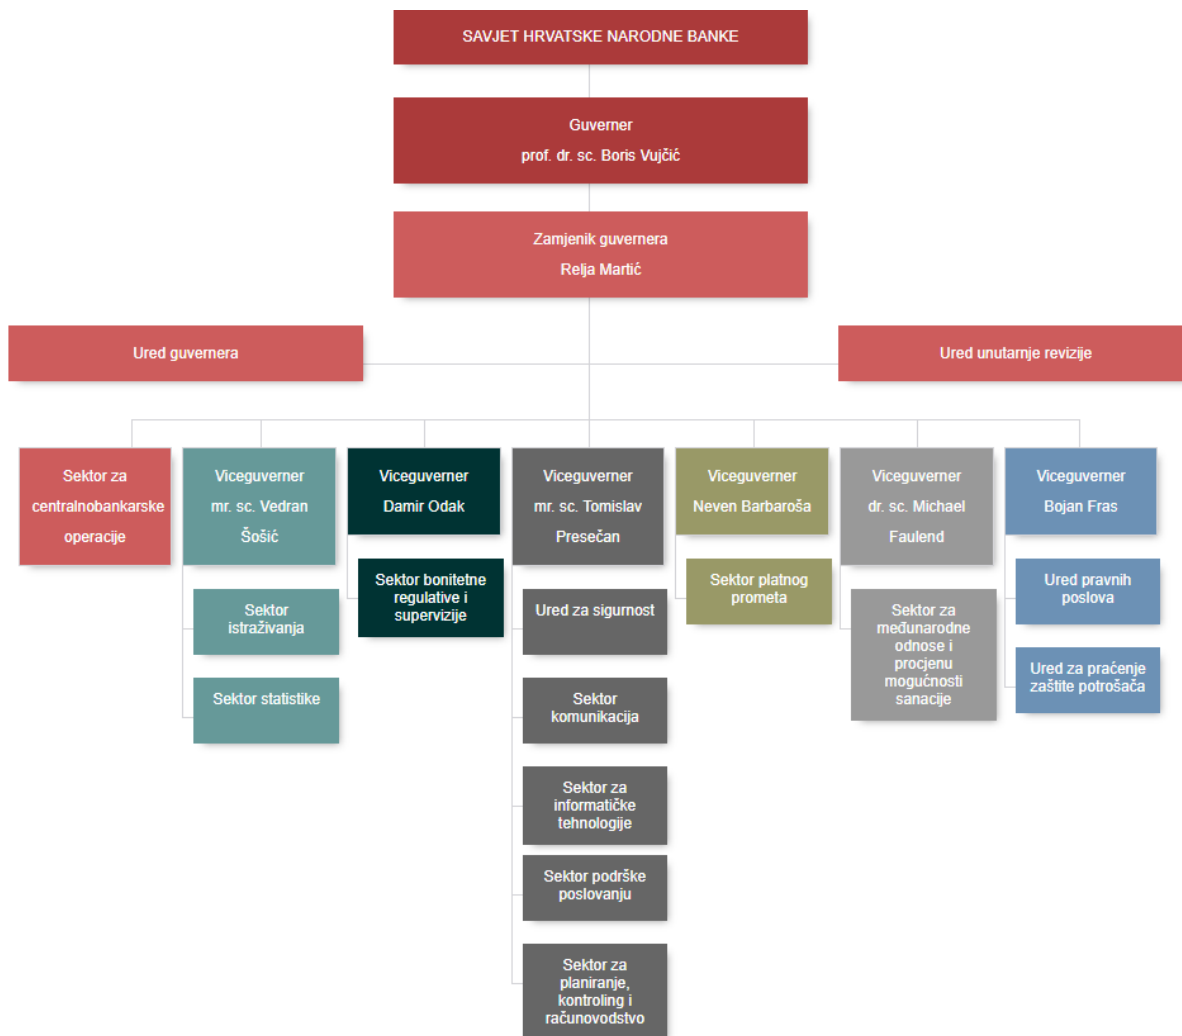 SAVJET HRVATSKE NARODNE BANKE
Guverner
prof. dr. sc. Boris Vujčić
Zamjenik guvernera
Relja Martić
Ured guvernera
Ured unutarnje revizije
Sektor za
centralnobankarske
operacije
Viceguverner
mr. sc. Vedran
Šošić
Sektor
istraživanja
Sektor statistike
Viceguverner
Damir Odak
Sektor bonitetne
regulative i
supervizije
Viceguverner
mr. sc. Tomislav
Presečan
Ured za sigurnost
Sektor
komunikacija
Sektor za
informatičke
tehnologije
Sektor podrške
poslovanju
Sektor za
planiranje,
kontroling i
računovodstvo
Viceguverner
Neven Barbaroša
Sektor platnog
prometa
Viceguverner
dr. sc. Michael
Faulend
Sektor za
međunarodne
odnose i
procjenu
mogućnosti
sanacije
Viceguverner
Bojan Fras
Ured pravnih
poslova
Ured za praćenje
zaštite potrošača